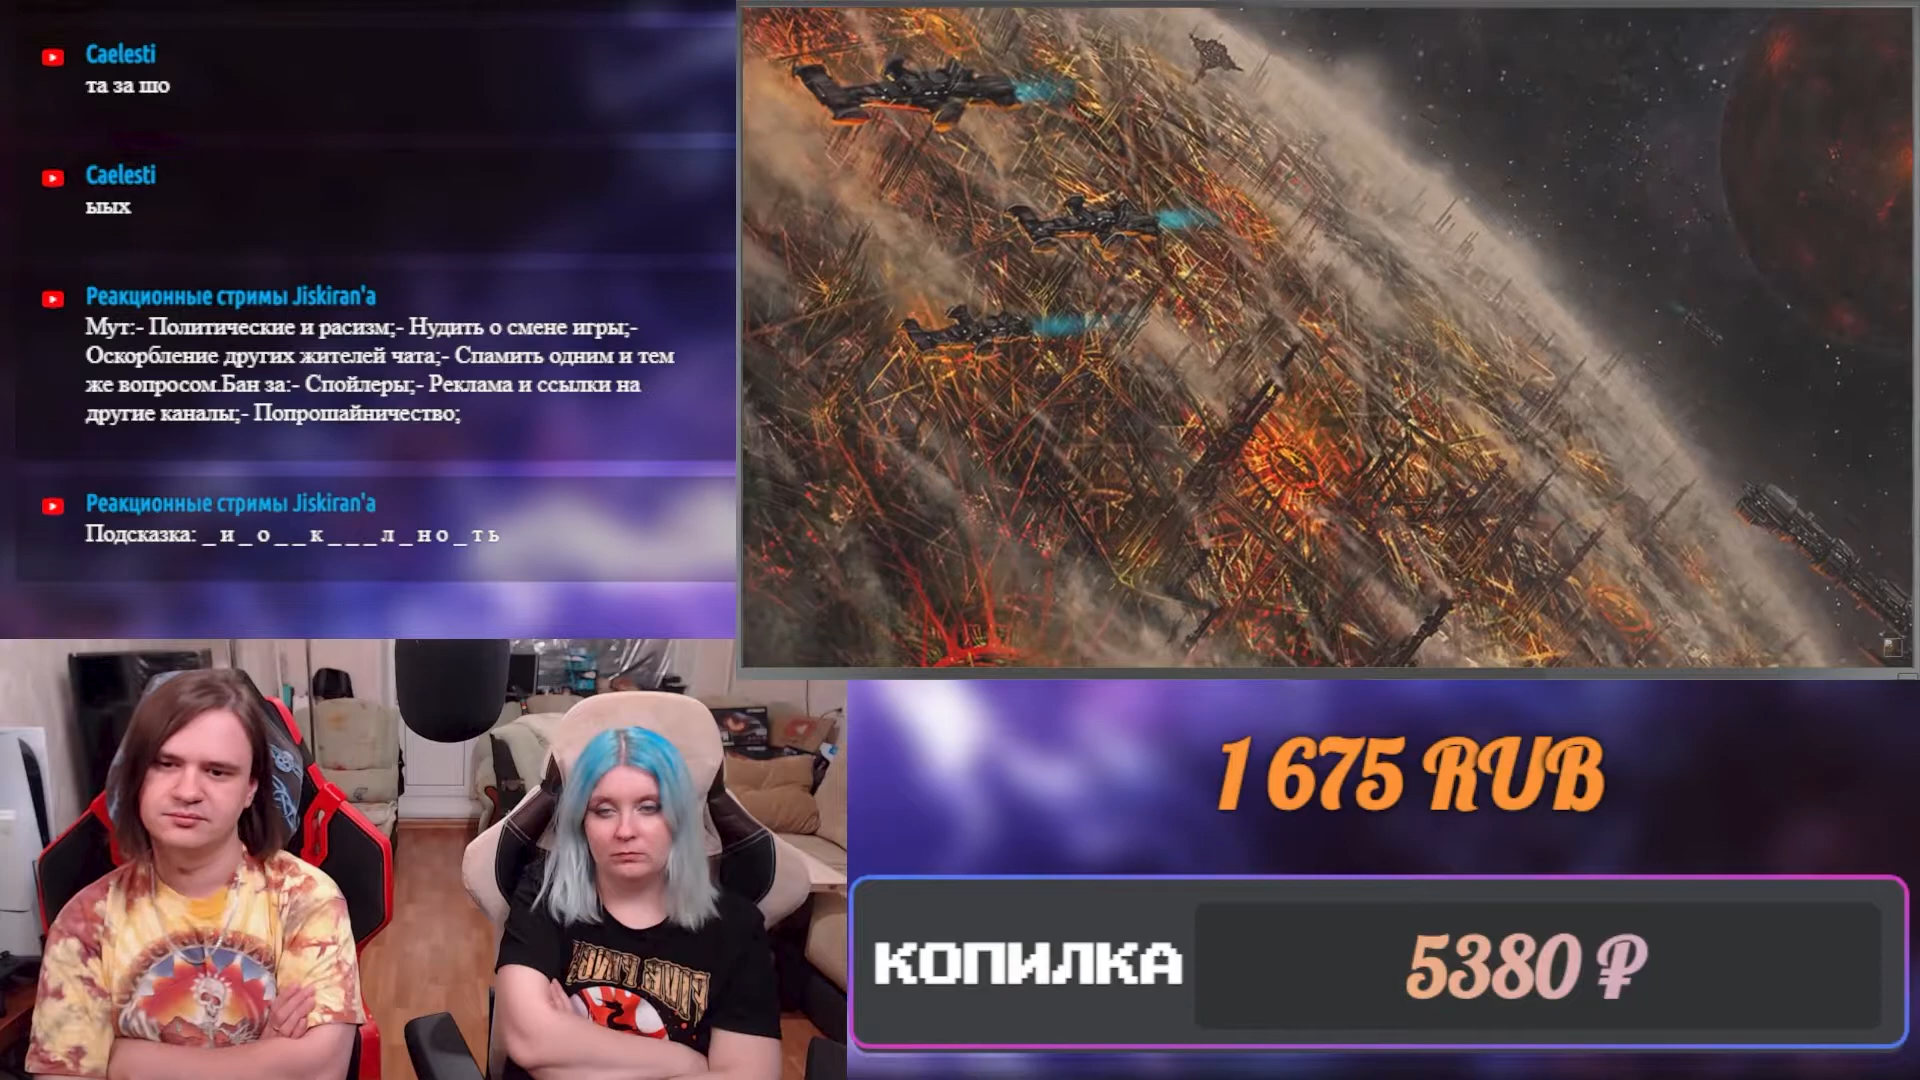 Caelesti
та за шо
Caelesti
ыых
Реакционные стримы Jiskiran'a
Мут:- Политические и расизм;- Нудить о смене игры;-
Оскорбление других жителей чата;- Спамить одним и тем
же вопросом.Бан за:- Спойлеры;- Реклама и ссылки на
другие каналы;- Попрошайничество;
Реакционные стримы Jiskiran'a
Подсказка: _ и _ о _ _ к _ _ _ л _ н о _ т ь
1 675 RUB
КОПИЛКА
5380 ₽